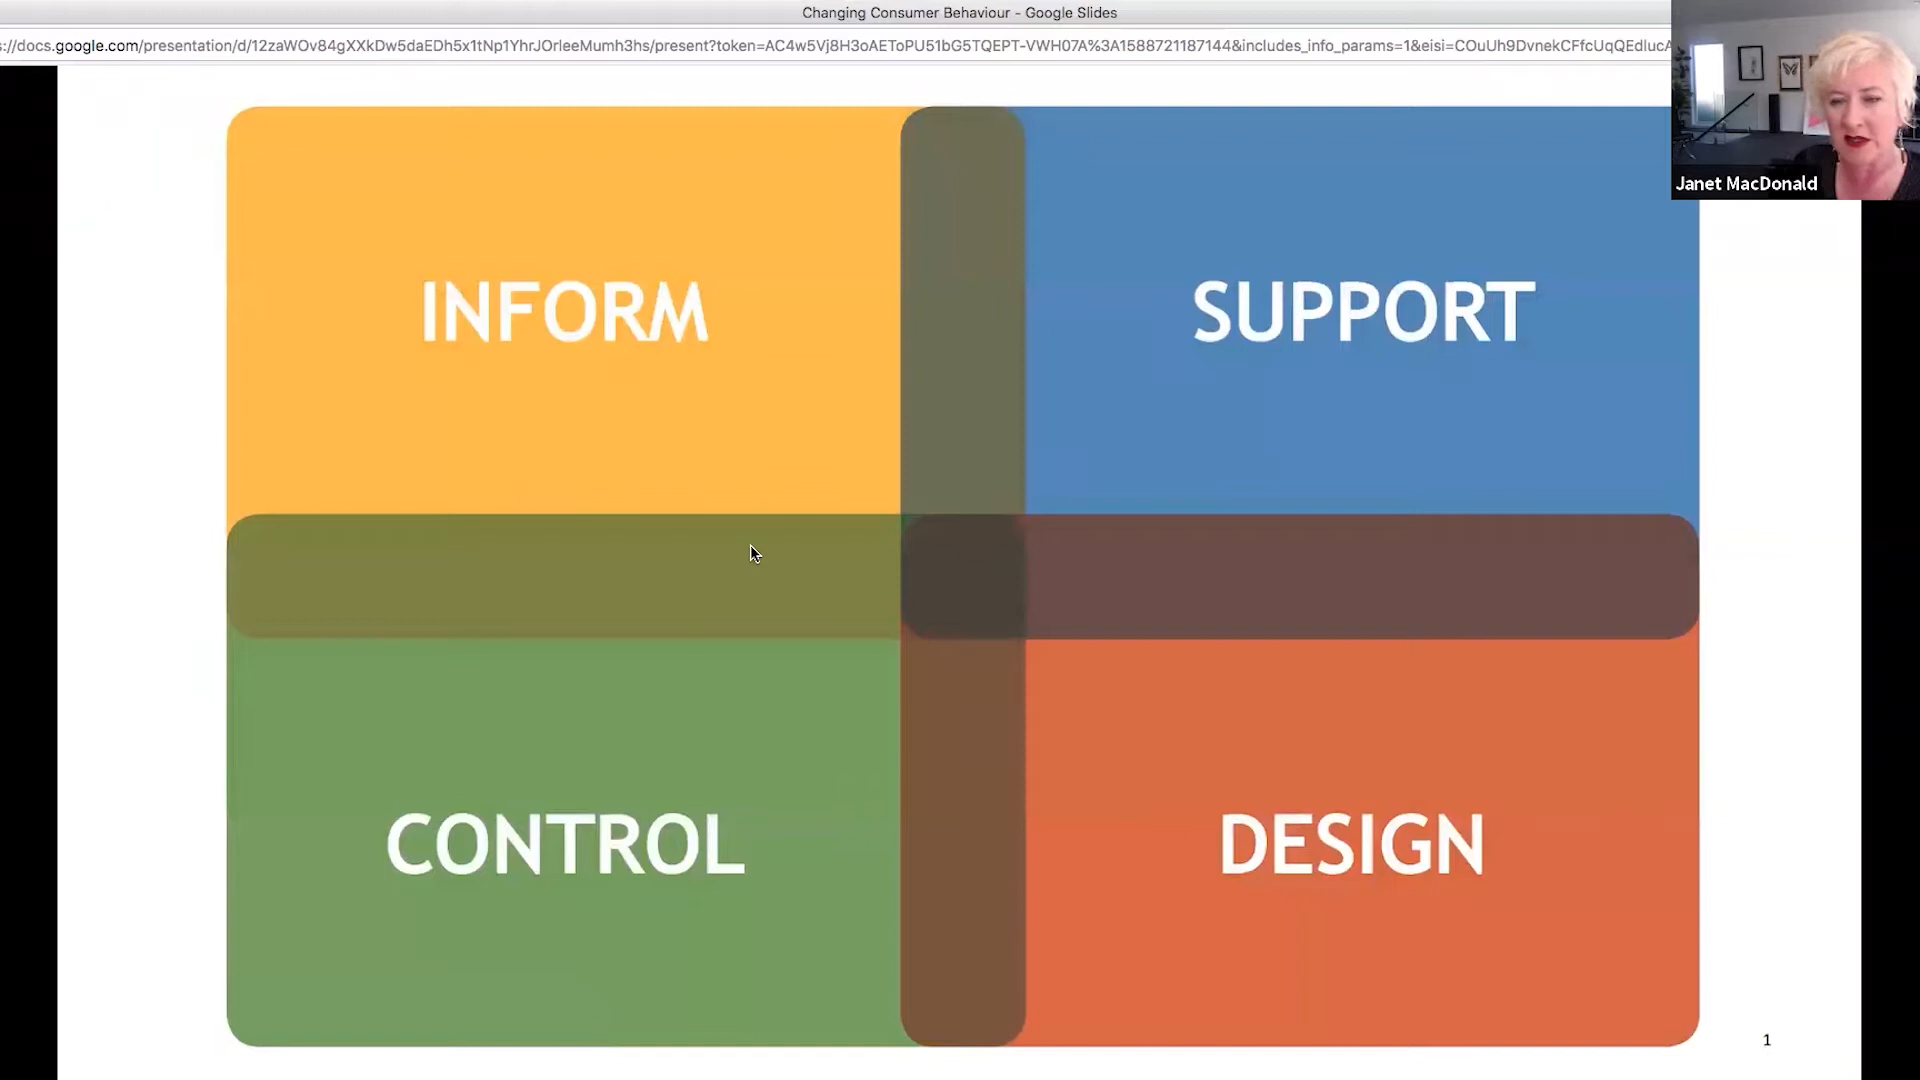 Changing Consumer Behaviour - Google Slides
s://docs.google.com/presentation/d/12zaWOv84gXXkDw5daEDh5x1tNp1YhrJOrleeMumh3hs/present?token=AC4w5Vj8H3oAEToPU51bG5TQEPT-VWH07A%3A1588721187144&includes_info_params=1&eisi=COuUh9DvnekCFfcUqQEdlucA
Janet MacDonald
INFORM
SUPPORT
CONTROL
DESIGN
1